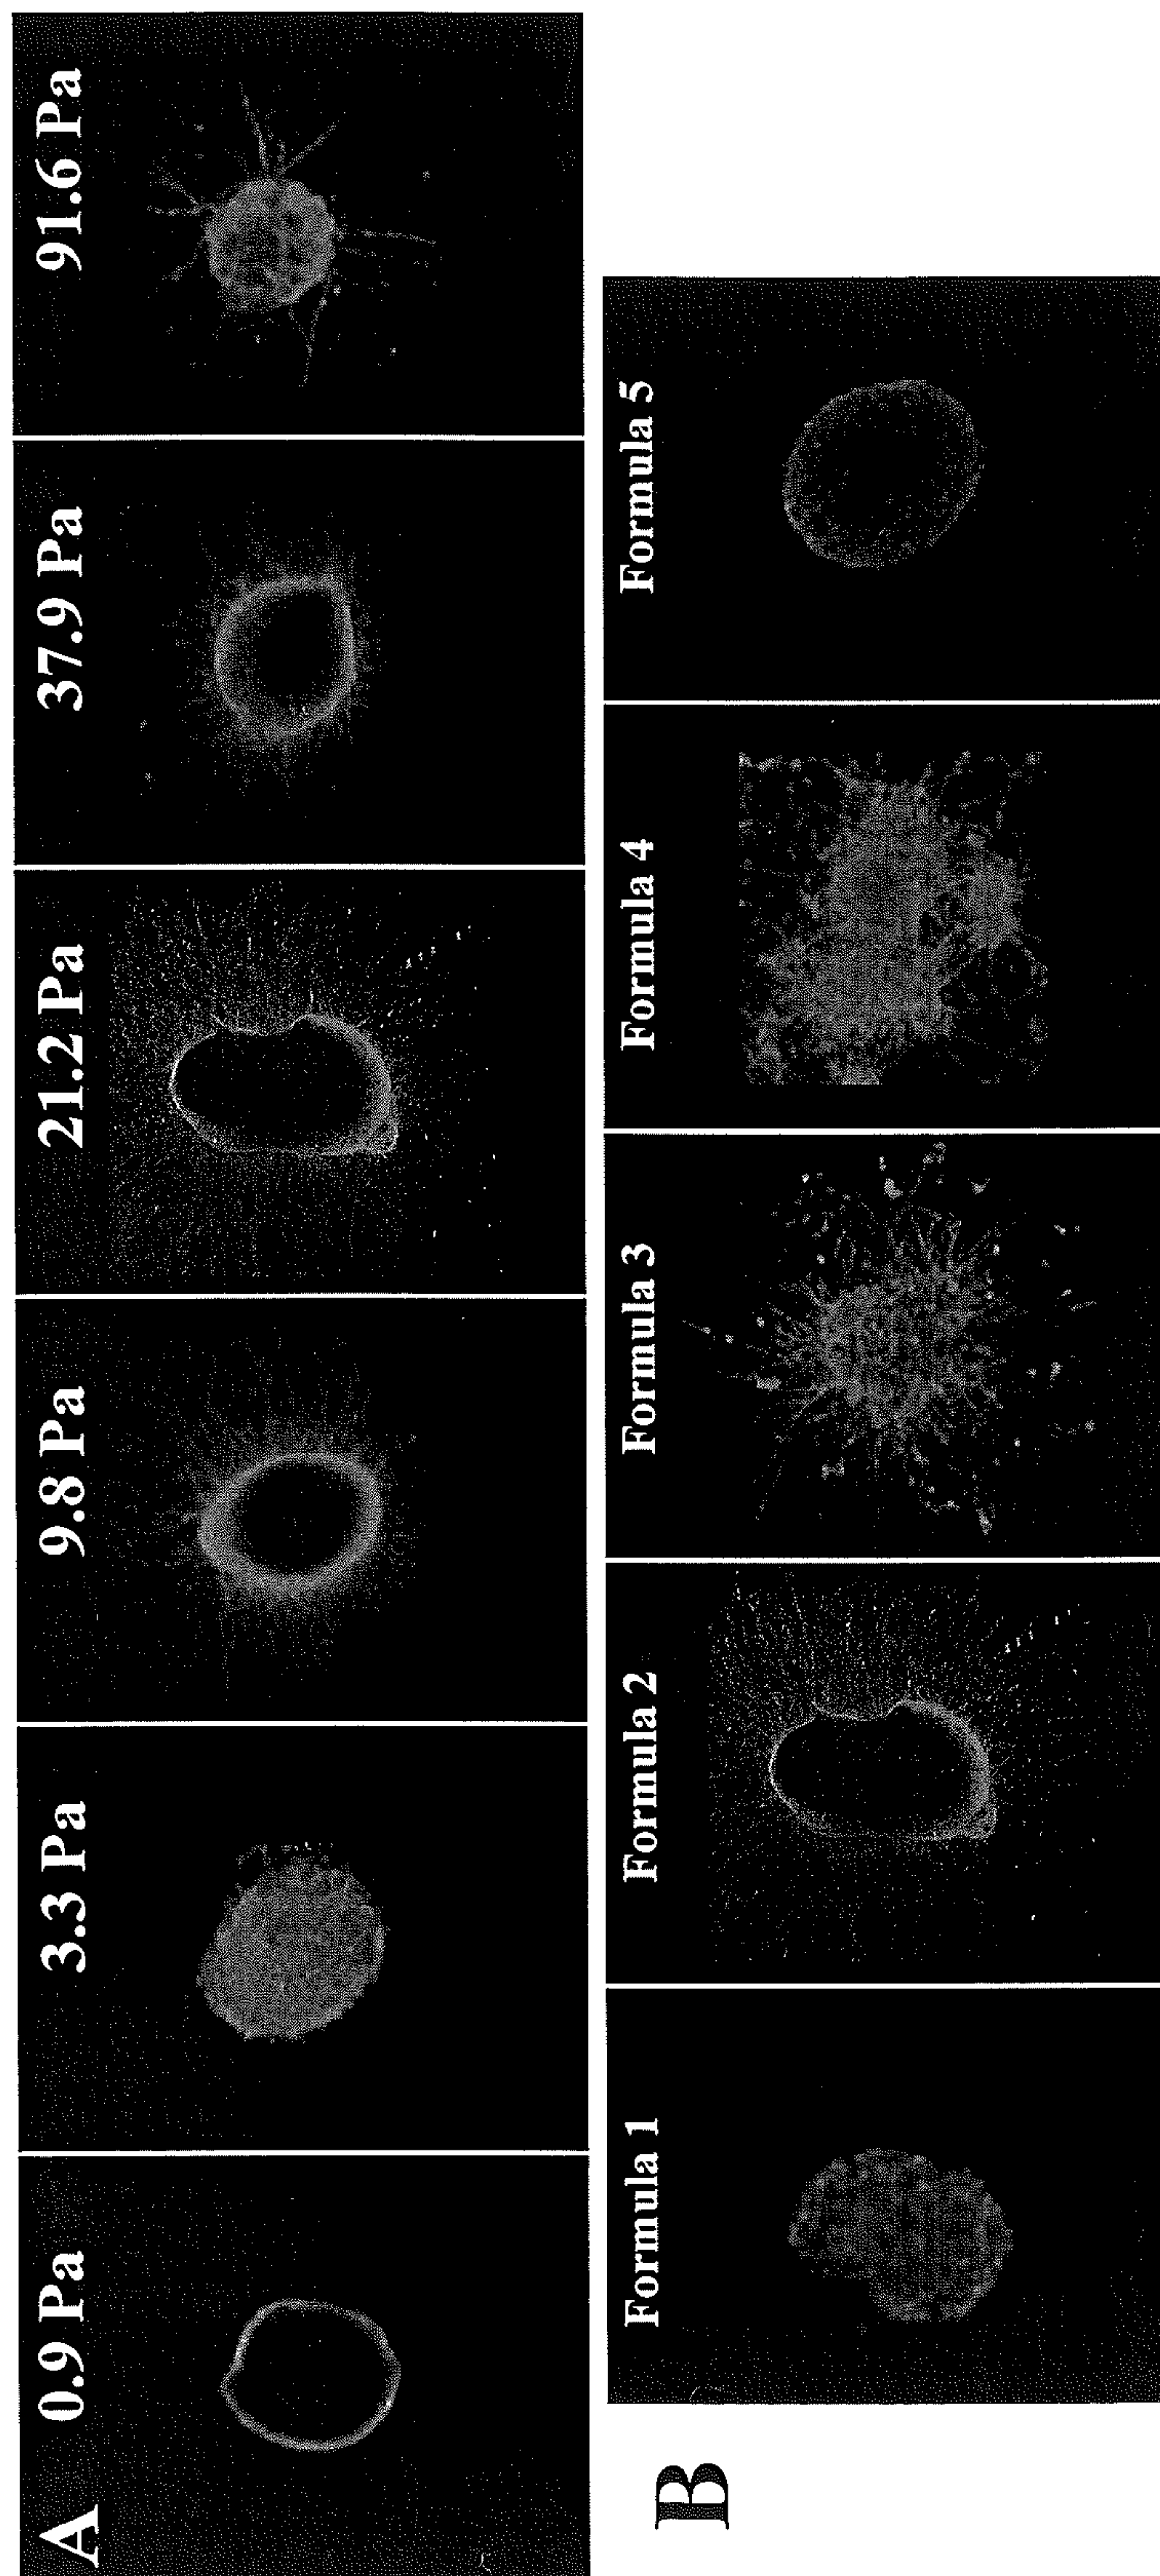 A
0.9 Pa
3.3 Pa
9.8 Pa
21.2 Pa
37.9 Pa
91.6 Pa
B
Formula 1
Formula 2
Formula 3
Formula 4
Formula 5